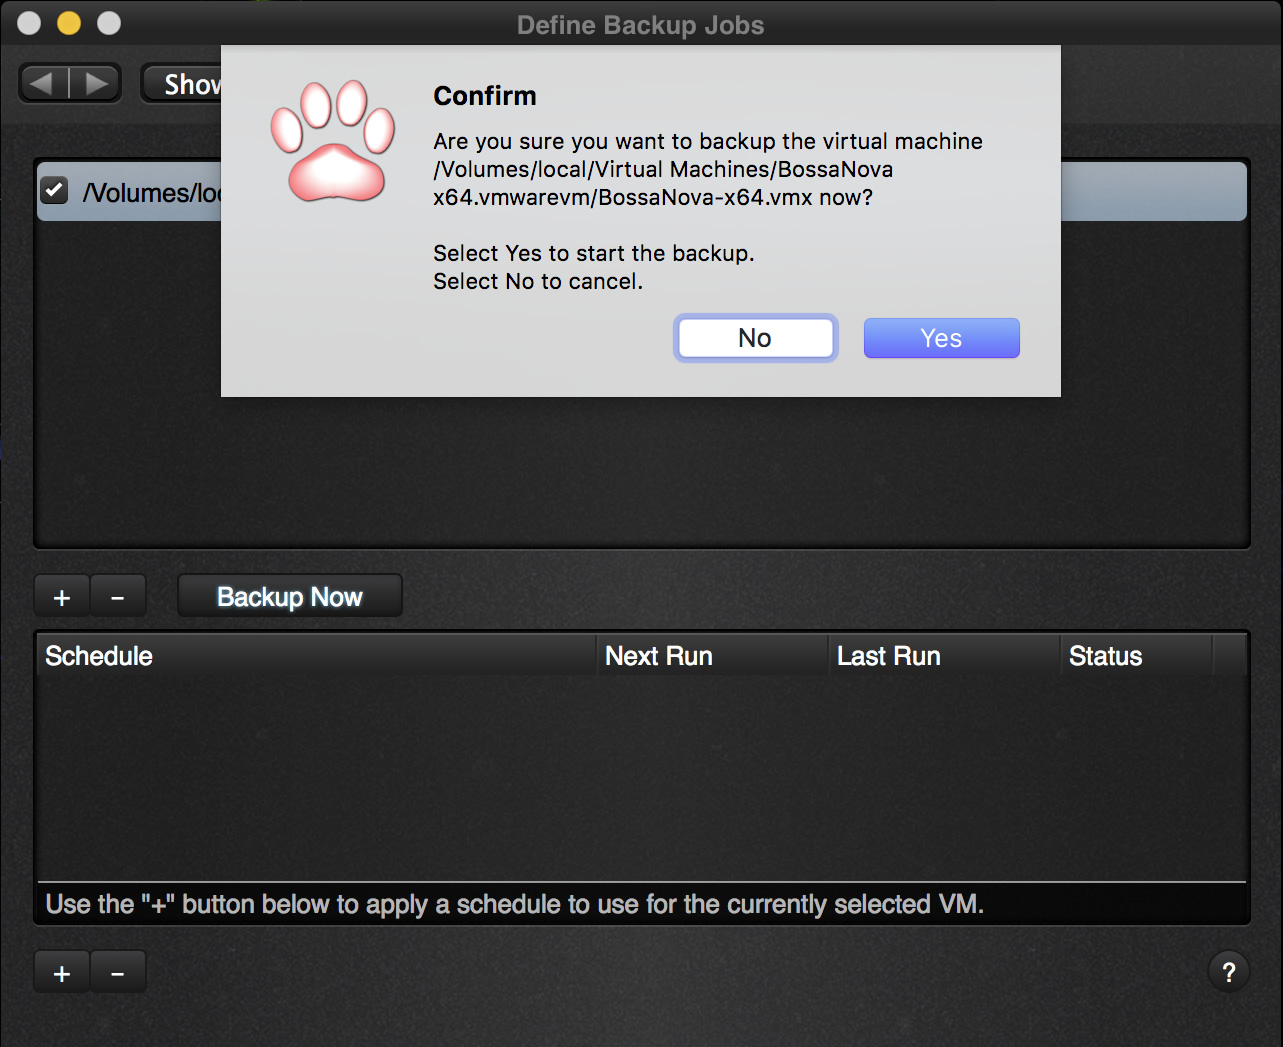 Define Backup Jobs
Confirm
Are you sure you want to backup the virtual machine
/Volumes/local/Virtual Machines/BossaNova
x64.vmwarevm/BossaNova-x64.vmx now?
Select Yes to start the backup.
Select No to cancel.
No
Yes
+
-
Backup Now
Schedule
Next Run
Last Run
Status
Use the "+" button below to apply a schedule to use for the currently selected VM.
+
-
?